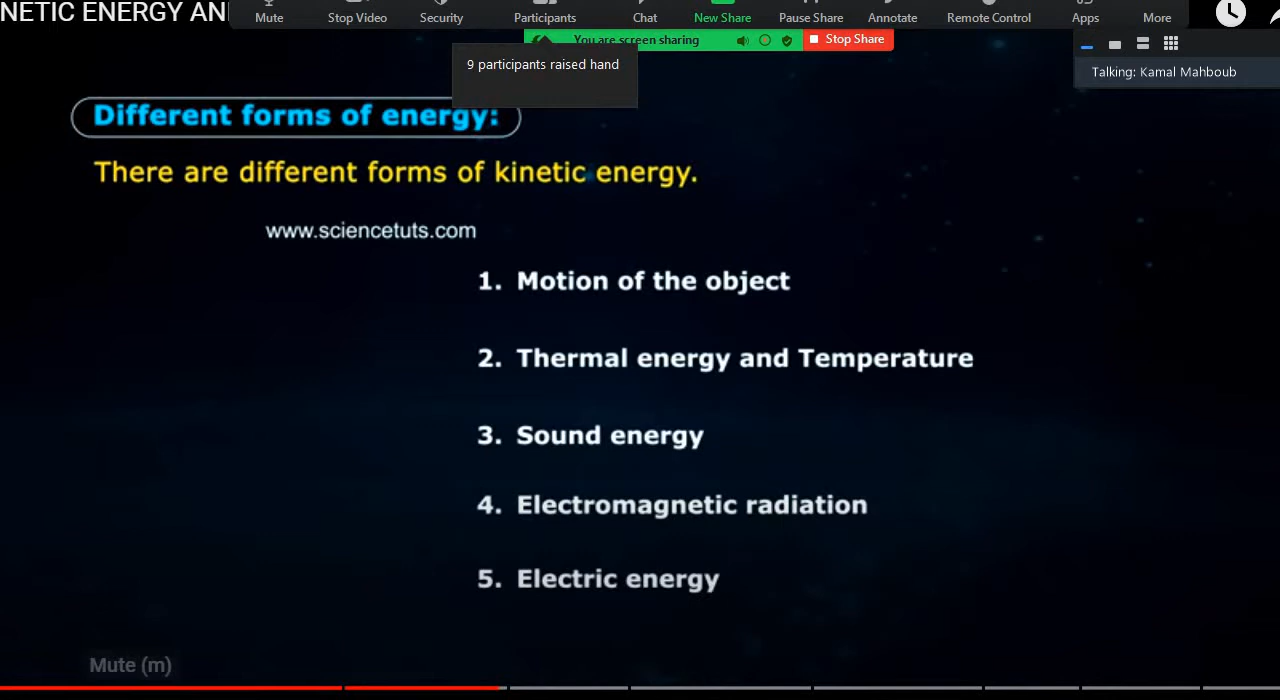 NETIC ENERGY AN
Mute Stop Video Security Participants Chat New Share Pause Share Annotate Remote Control Apps More
You are screen sharing Stop Share
9 participants raised hand
Talking: Kamal Mahboub
Different forms of energy:
There are different forms of kinetic energy.
www.sciencetuts.com
1. Motion of the object
2. Thermal energy and Temperature
3. Sound energy
4. Electromagnetic radiation
5. Electric energy
Mute (m)